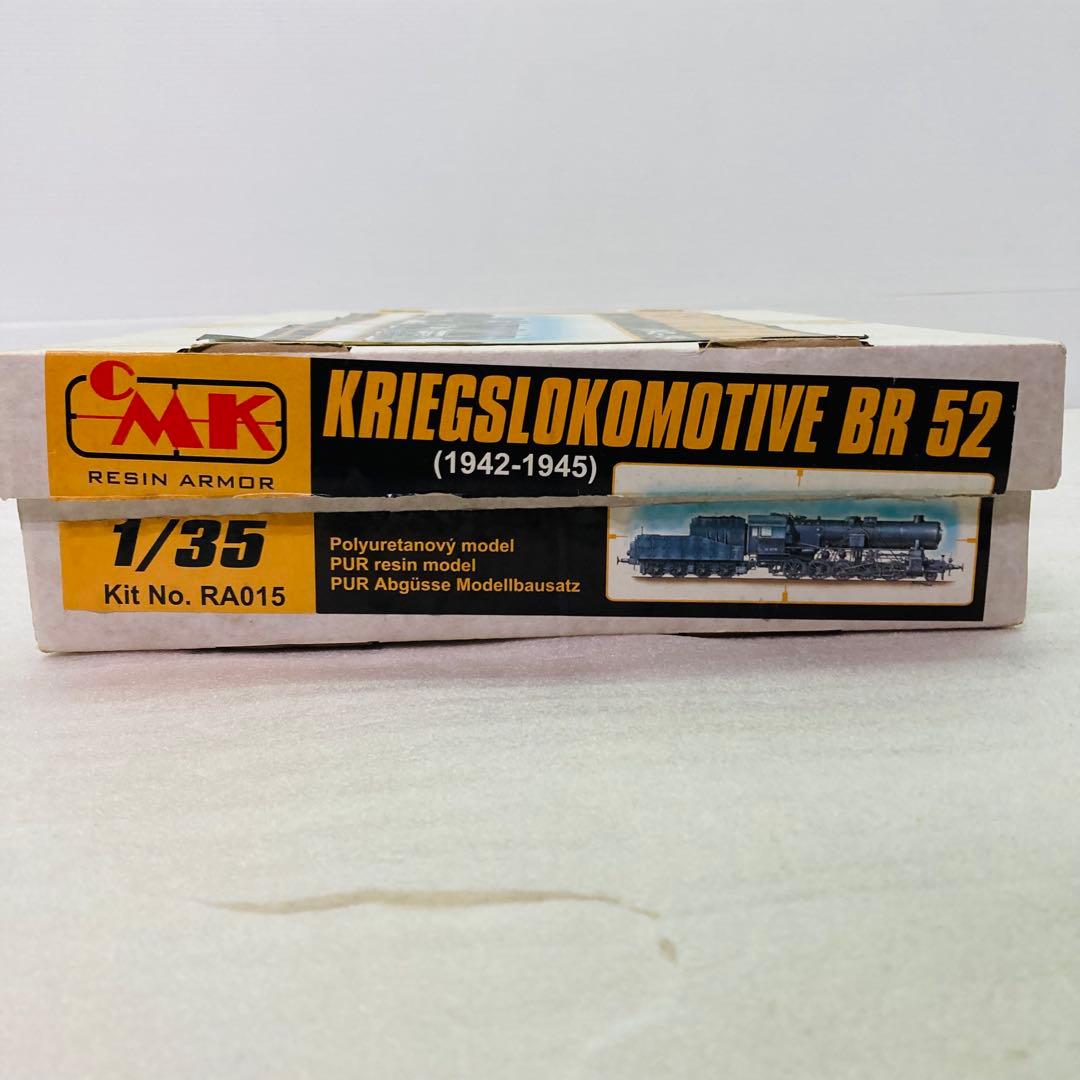 CMK
RESIN ARMOR
KRIEGSLOKOMOTIVE BR 52
(1942-1945)
1/35
Kit No. RA015
Polyuretanový model
PUR resin model
PUR Abgüsse Modellbausatz